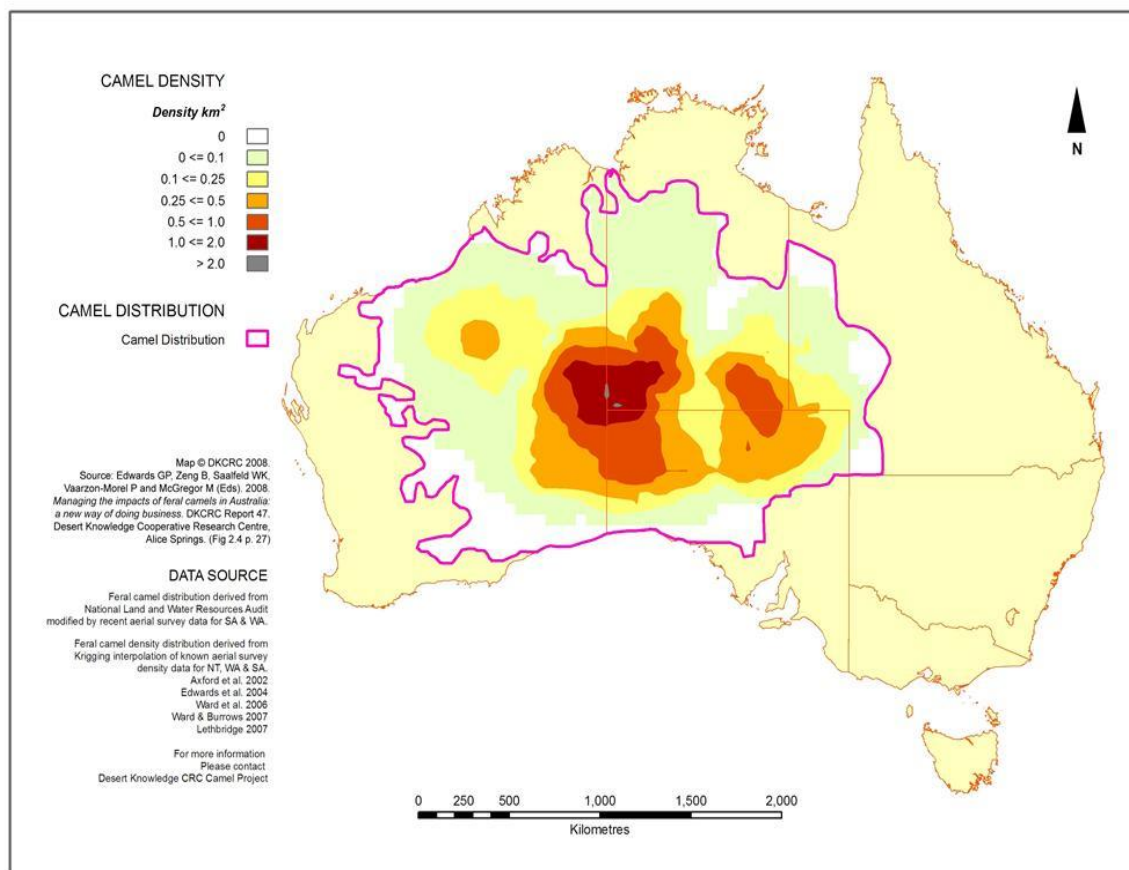 CAMEL DENSITY
Density km²
0
0 <= 0.1
0.1 <= 0.25
0.25 <= 0.5
0.5 <= 1.0
1.0 <= 2.0
> 2.0
CAMEL DISTRIBUTION
Camel Distribution
N
Map © DKCRC 2008.
Source: Edwards GP, Zeng B, Saalfeld WK,
Vaarzon-Morel P and McGregor M (Eds). 2008.
Managing the impacts of feral camels in Australia:
a new way of doing business. DKCRC Report 47.
Desert Knowledge Cooperative Research Centre,
Alice Springs. (Fig 2.4 p. 27)
DATA SOURCE
Feral camel distribution derived from
National Land and Water Resources Audit
modified by recent aerial survey data for SA & WA.
Feral camel density distribution derived from
Krigging interpolation of known aerial survey
density data for NT, WA & SA.
Axford et al. 2002
Edwards et al. 2004
Ward et al. 2006
Ward & Burrows 2007
Lethbridge 2007
For more information
Please contact
Desert Knowledge CRC Camel Project
0 250 500 1,000 1,500 2,000
Kilometres